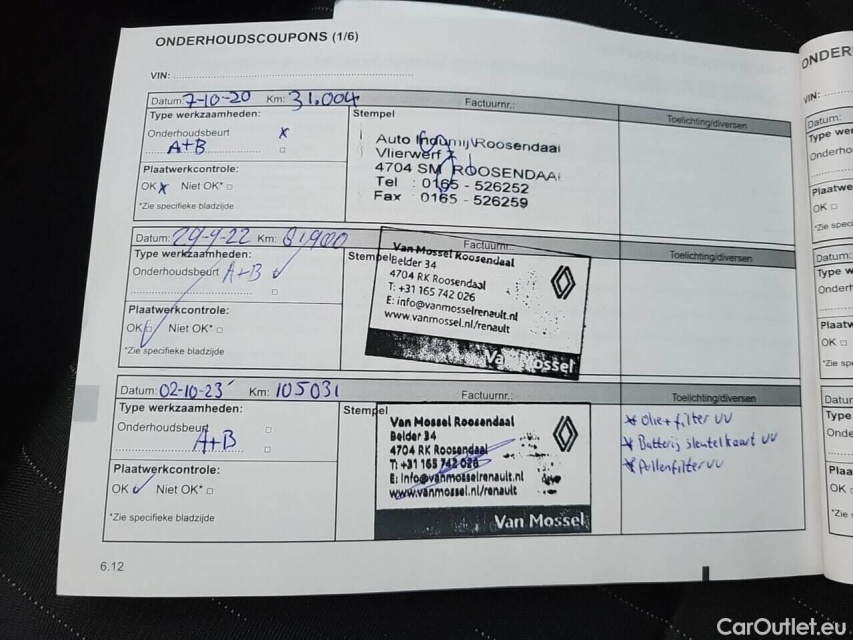 ONDERHOUDSCOUPONS (1/6)
VIN:
Datum: 7-10-20 Km: 31.004 Factuurnr.: Toelichting/diversen
Type werkzaamheden:
Onderhoudsbeurt x
A+B
Plaatwerkcontrole:
OK x Niet OK*
*Zie specifieke bladzijde
Stempel
Auto Roosendaal
Vlierwerf 7
4704 SM ROOSENDAAL
Tel : 0165 - 526252
Fax : 0165 - 526259
Datum: 29-9-22 Km: Factuurnr.: Toelichting/diversen
Type werkzaamheden:
Onderhoudsbeurt A+B ✓
Plaatwerkcontrole:
OK ✓ Niet OK*
*Zie specifieke bladzijde
Stempel
Van Mossel Roosendaal
Belder 34
4704 RK Roosendaal
T: +31 165 742 026
E: info@vanmosselrenault.nl
www.vanmossel.nl/renault
Van Mossel
Datum: 02-10-23 Km: 105031 Factuurnr.: Toelichting/diversen
Type werkzaamheden:
Onderhoudsbeurt
A+B
Plaatwerkcontrole:
OK ✓ Niet OK*
*Zie specifieke bladzijde
Stempel
Van Mossel Roosendaal
Belder 34
4704 RK Roosendaal
T: +31 165 742 026
E: info@vanmosselrenault.nl
www.vanmossel.nl/renault
Van Mossel
* Olie + filter VV
* Batterij sleutelkaart VV
* Pollenfilter VV
6.12
ONDER
VIN:
Datum:
Type we
Onderho
Plaatwe
OK
*Zie spec
Datum:
Type w
Onderh
Plaatw
OK
*Zie sp
Datum
Type
Onde
Plaa
OK
*Zie
CarOutlet.eu